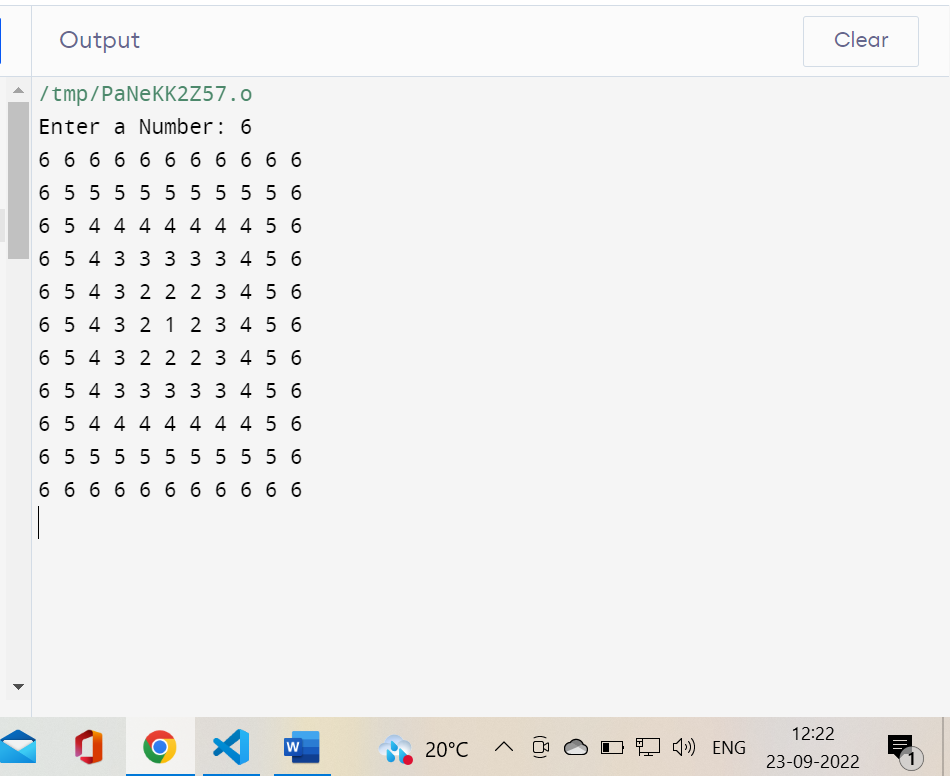 Output
Clear
/tmp/PaNeKK2Z57.o
Enter a Number: 6
6 6 6 6 6 6 6 6 6 6 6
6 5 5 5 5 5 5 5 5 5 6
6 5 4 4 4 4 4 4 4 5 6
6 5 4 3 3 3 3 3 4 5 6
6 5 4 3 2 2 2 3 4 5 6
6 5 4 3 2 1 2 3 4 5 6
6 5 4 3 2 2 2 3 4 5 6
6 5 4 3 3 3 3 3 4 5 6
6 5 4 4 4 4 4 4 4 5 6
6 5 5 5 5 5 5 5 5 5 6
6 6 6 6 6 6 6 6 6 6 6
W
20°C
ENG
12:22
23-09-2022
1